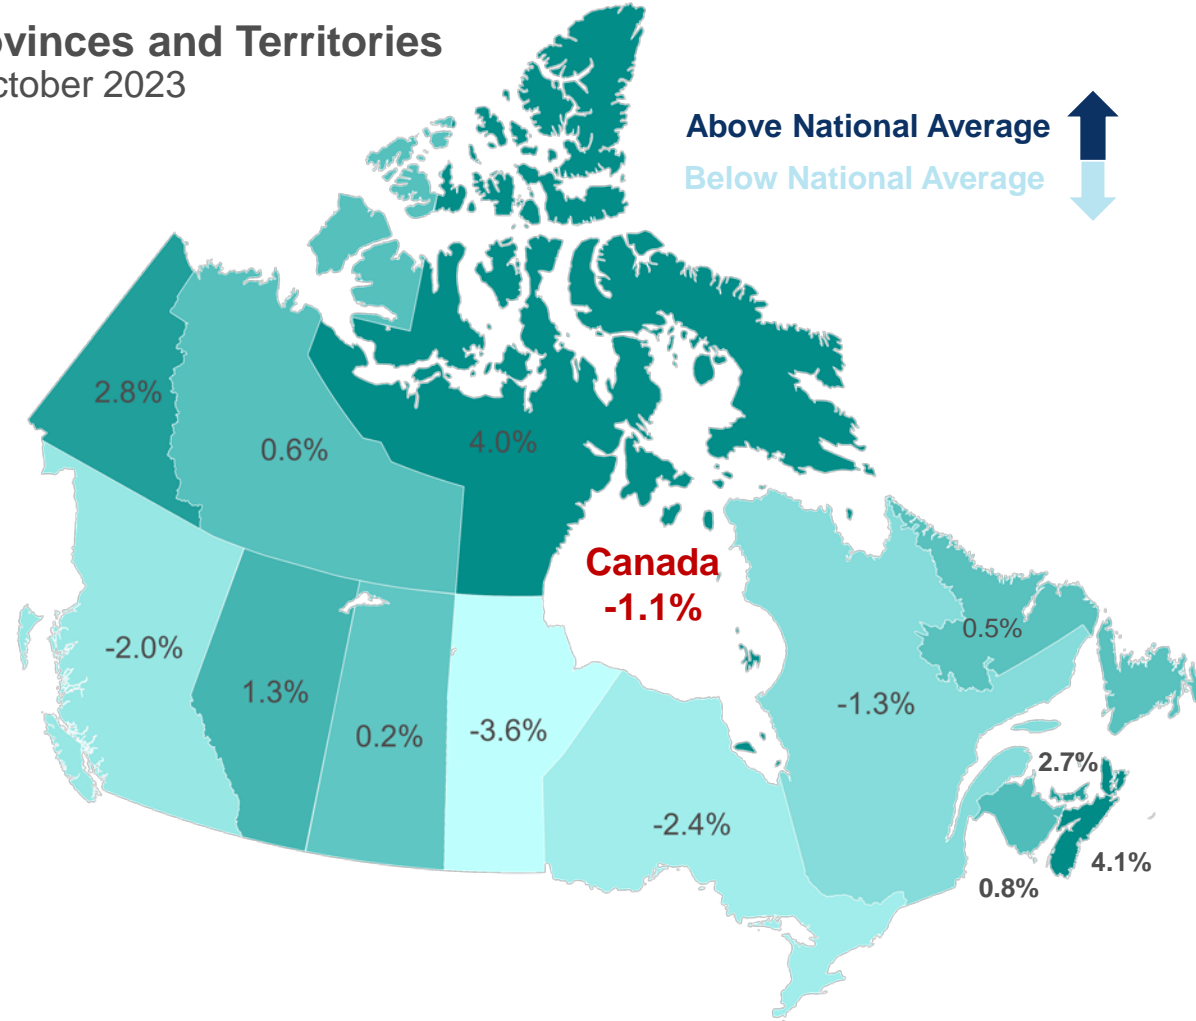 ovinces and Territories
ctober 2023
Above National Average
Below National Average
2.8%
0.6%
4.0%
Canada
-1.1%
-2.0%
1.3%
0.2%
-3.6%
-2.4%
-1.3%
0.5%
2.7%
4.1%
0.8%